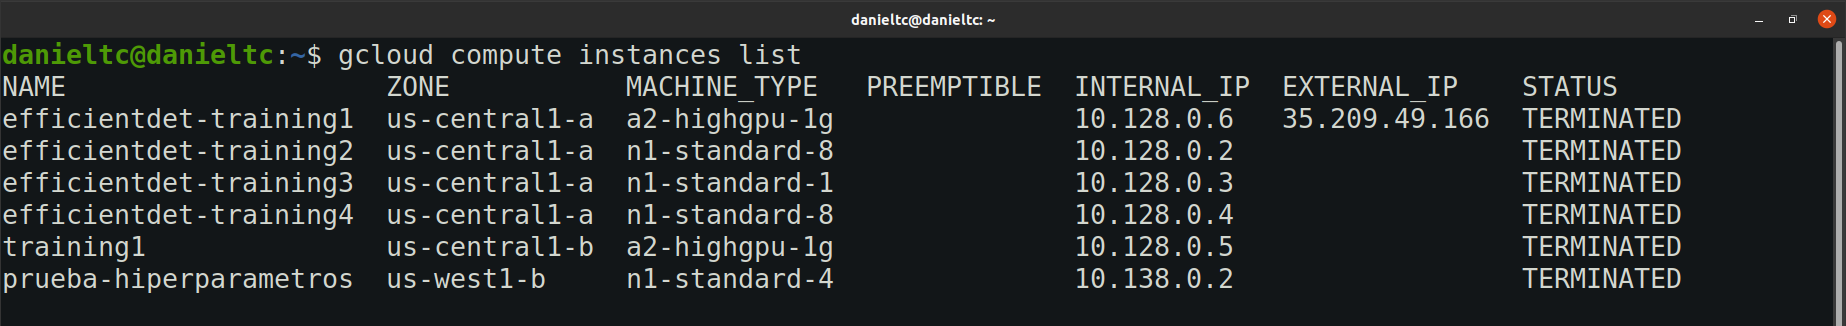 danieltc@danieltc: ~
danieltc@danieltc:~$ gcloud compute instances list
NAME                    ZONE           MACHINE_TYPE   PREEMPTIBLE  INTERNAL_IP  EXTERNAL_IP    STATUS
efficientdet-training1  us-central1-a  a2-highgpu-1g               10.128.0.6   35.209.49.166  TERMINATED
efficientdet-training2  us-central1-a  n1-standard-8               10.128.0.2                  TERMINATED
efficientdet-training3  us-central1-a  n1-standard-1               10.128.0.3                  TERMINATED
efficientdet-training4  us-central1-a  n1-standard-8               10.128.0.4                  TERMINATED
training1               us-central1-b  a2-highgpu-1g               10.128.0.5                  TERMINATED
prueba-hiperparametros  us-west1-b     n1-standard-4               10.138.0.2                  TERMINATED